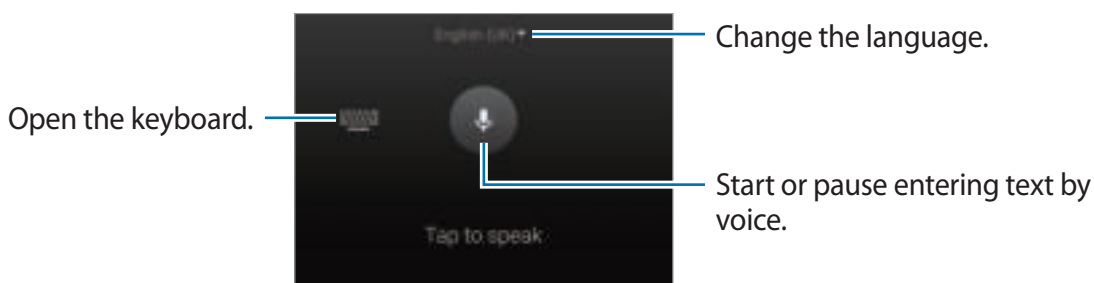 English (UK)
Change the language.
Open the keyboard.
Start or pause entering text by
voice.
Tap to speak